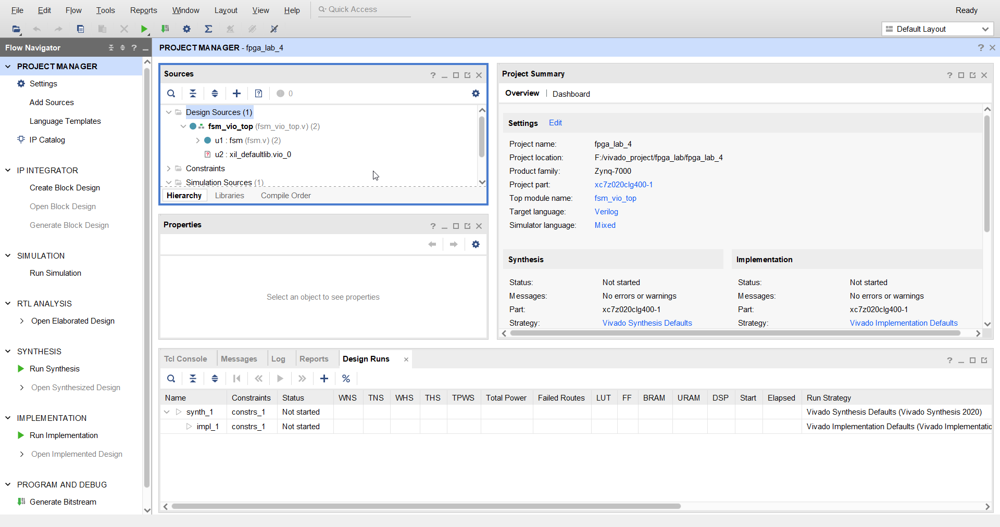 File Edit Flow Tools Reports Window Layout View Help Quick Access Ready
Default Layout
Flow Navigator
PROJECT MANAGER
Settings
Add Sources
Language Templates
IP Catalog
IP INTEGRATOR
Create Block Design
Open Block Design
Generate Block Design
SIMULATION
Run Simulation
RTL ANALYSIS
Open Elaborated Design
SYNTHESIS
Run Synthesis
Open Synthesized Design
IMPLEMENTATION
Run Implementation
Open Implemented Design
PROGRAM AND DEBUG
Generate Bitstream
PROJECT MANAGER - fpga_lab_4
Sources
0
Design Sources (1)
fsm_vio_top (fsm_vio_top.v) (2)
u1 : fsm (fsm.v) (2)
u2 : xil_defaultlib.vio_0
Constraints
Simulation Sources (1)
Hierarchy Libraries Compile Order
Properties
Select an object to see properties
Project Summary
Overview | Dashboard
Settings Edit
Project name: fpga_lab_4
Project location: F:/vivado_project/fpga_lab/fpga_lab_4
Product family: Zynq-7000
Project part: xc7z020clg400-1
Top module name: fsm_vio_top
Target language: Verilog
Simulator language: Mixed
Synthesis
Status: Not started
Messages: No errors or warnings
Part: xc7z020clg400-1
Strategy: Vivado Synthesis Defaults
Implementation
Status: Not started
Messages: No errors or warnings
Part: xc7z020clg400-1
Strategy: Vivado Implementation Defaults
Tcl Console Messages Log Reports Design Runs
Name Constraints Status WNS TNS WHS THS TPWS Total Power Failed Routes LUT FF BRAM URAM DSP Start Elapsed Run Strategy
synth_1 constrs_1 Not started Vivado Synthesis Defaults (Vivado Synthesis 2020)
impl_1 constrs_1 Not started Vivado Implementation Defaults (Vivado Implementatio